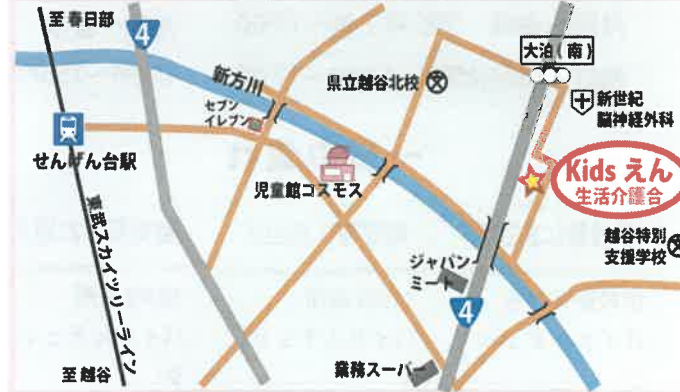 至春日部
4
大泊(南)
新方川
県立越谷北校
新世紀
脳神経外科
セブン
イレブン
せんげん台駅
児童館コスモス
Kids えん
生活介護合
越谷特別
支援学校
東武スカイツリーライン
ジャパン
ミート
4
至越谷
業務スーパー